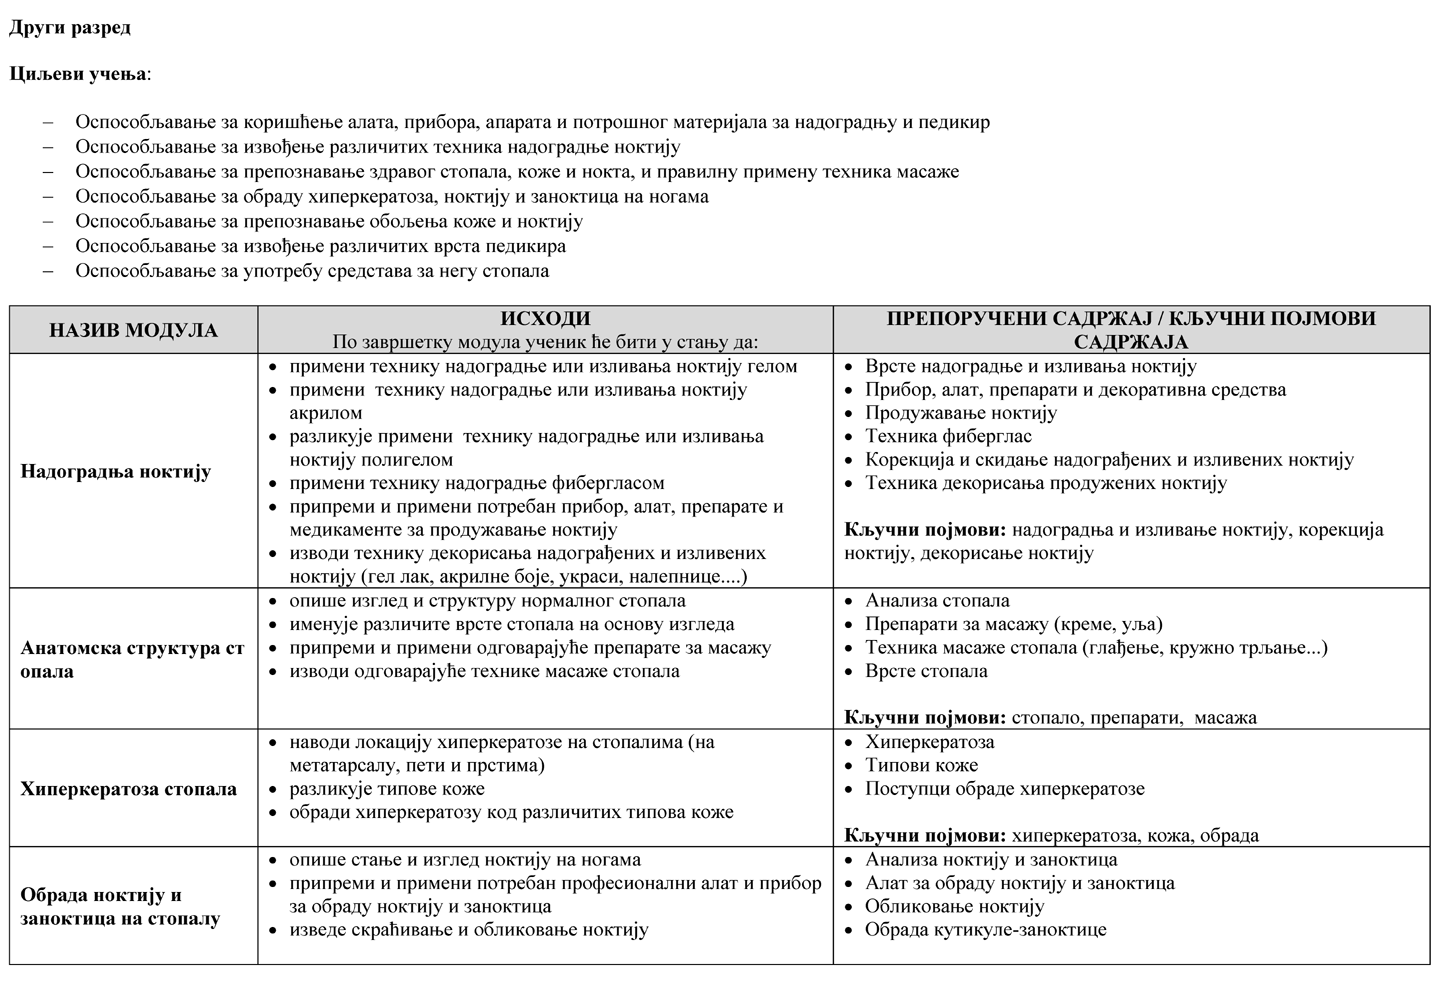 Други разред
Циљеви учења:
– Оспособљавање за коришћење алата, прибора, апарата и потрошног материјала за надоградњу и педикир
– Оспособљавање за извођење различитих техника надоградње ноктију
– Оспособљавање за препознавање здравог стопала, коже и нокта, и правилну примену техника масаже
– Оспособљавање за обраду хиперкератоза, ноктију и заноктица на ногама
– Оспособљавање за препознавање обољења коже и ноктију
– Оспособљавање за извођење различитих врста педикира
– Оспособљавање за употребу средстава за негу стопала
НАЗИВ МОДУЛА
ИСХОДИ
По завршетку модула ученик ће бити у стању да:
ПРЕПОРУЧЕНИ САДРЖАЈ / КЉУЧНИ ПОЈМОВИ
САДРЖАЈА
Надоградња ноктију
• примени технику надоградње или изливања ноктију гелом
• примени технику надоградње или изливања ноктију
акрилом
• разликује примени технику надоградње или изливања
ноктију полигелом
• примени технику надоградње фибергласом
• припреми и примени потребан прибор, алат, препарате и
медикаменте за продужавање ноктију
• изводи технику декорисања надограђених и изливених
ноктију (гел лак, акрилне боје, украси, налепнице....)
• Врсте надоградње и изливања ноктију
• Прибор, алат, препарати и декоративна средства
• Продужавање ноктију
• Техника фиберглас
• Корекција и скидање надограђених и изливених ноктију
• Техника декорисања продужених ноктију
Кључни појмови: надоградња и изливање ноктију, корекција
ноктију, декорисање ноктију
Анатомска структура ст
опала
• опише изглед и структуру нормалног стопала
• именује различите врсте стопала на основу изгледа
• припреми и примени одговарајуће препарате за масажу
• изводи одговарајуће технике масаже стопала
• Анализа стопала
• Препарати за масажу (креме, уља)
• Техника масаже стопала (глађење, кружно трљање...)
• Врсте стопала
Кључни појмови: стопало, препарати, масажа
Хиперкератоза стопала
• наводи локацију хиперкератозе на стопалима (на
метатарсалу, пети и прстима)
• разликује типове коже
• обради хиперкератозу код различитих типова коже
• Хиперкератоза
• Типови коже
• Поступци обраде хиперкератозе
Кључни појмови: хиперкератоза, кожа, обрада
Обрада ноктију и
заноктица на стопалу
• опише стање и изглед ноктију на ногама
• припреми и примени потребан професионални алат и прибор
за обраду ноктију и заноктица
• изведе скраћивање и обликовање ноктију
• Анализа ноктију и заноктица
• Алат за обраду ноктију и заноктица
• Обликовање ноктију
• Обрада кутикуле-заноктице